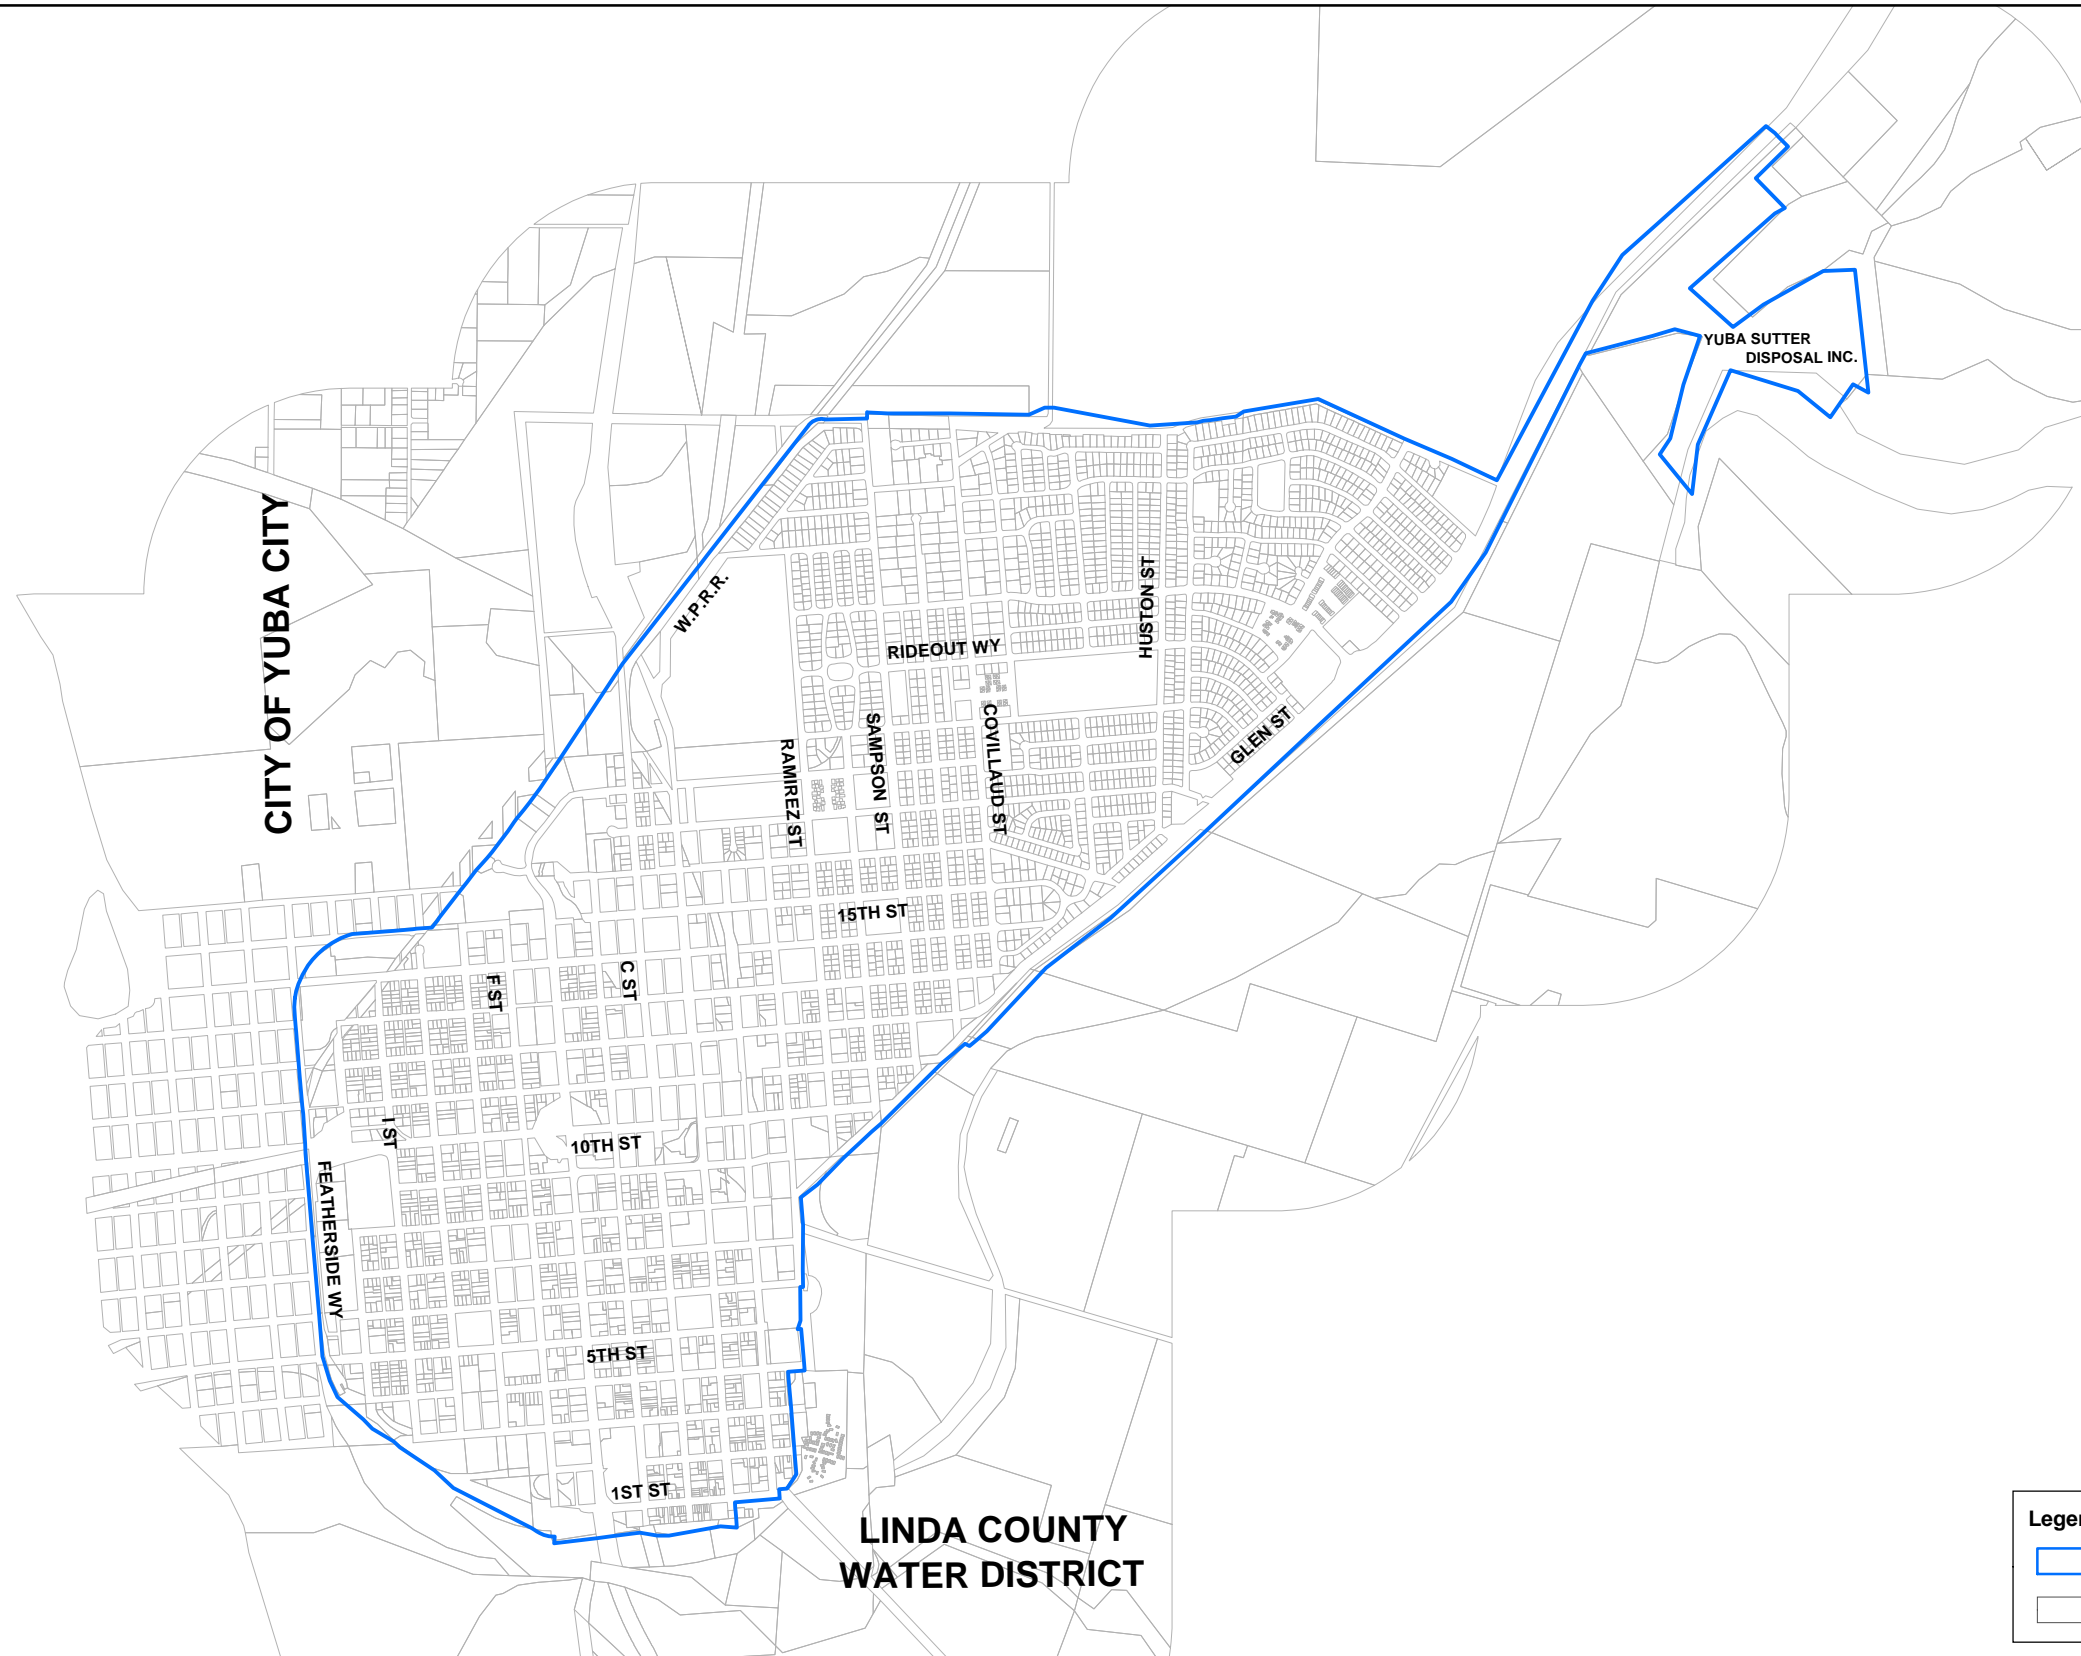 YUBA SUTTER
DISPOSAL INC.
CITY OF YUBA CITY
W.P.R.R.
HUSTON ST
RIDEOUT WY
GLEN ST
COVILLAUD ST
SAMPSON ST
RAMIREZ ST
15TH ST
C ST
F ST
I ST
10TH ST
FEATHERSIDE WY
5TH ST
1ST ST
LINDA COUNTY
WATER DISTRICT
Leger